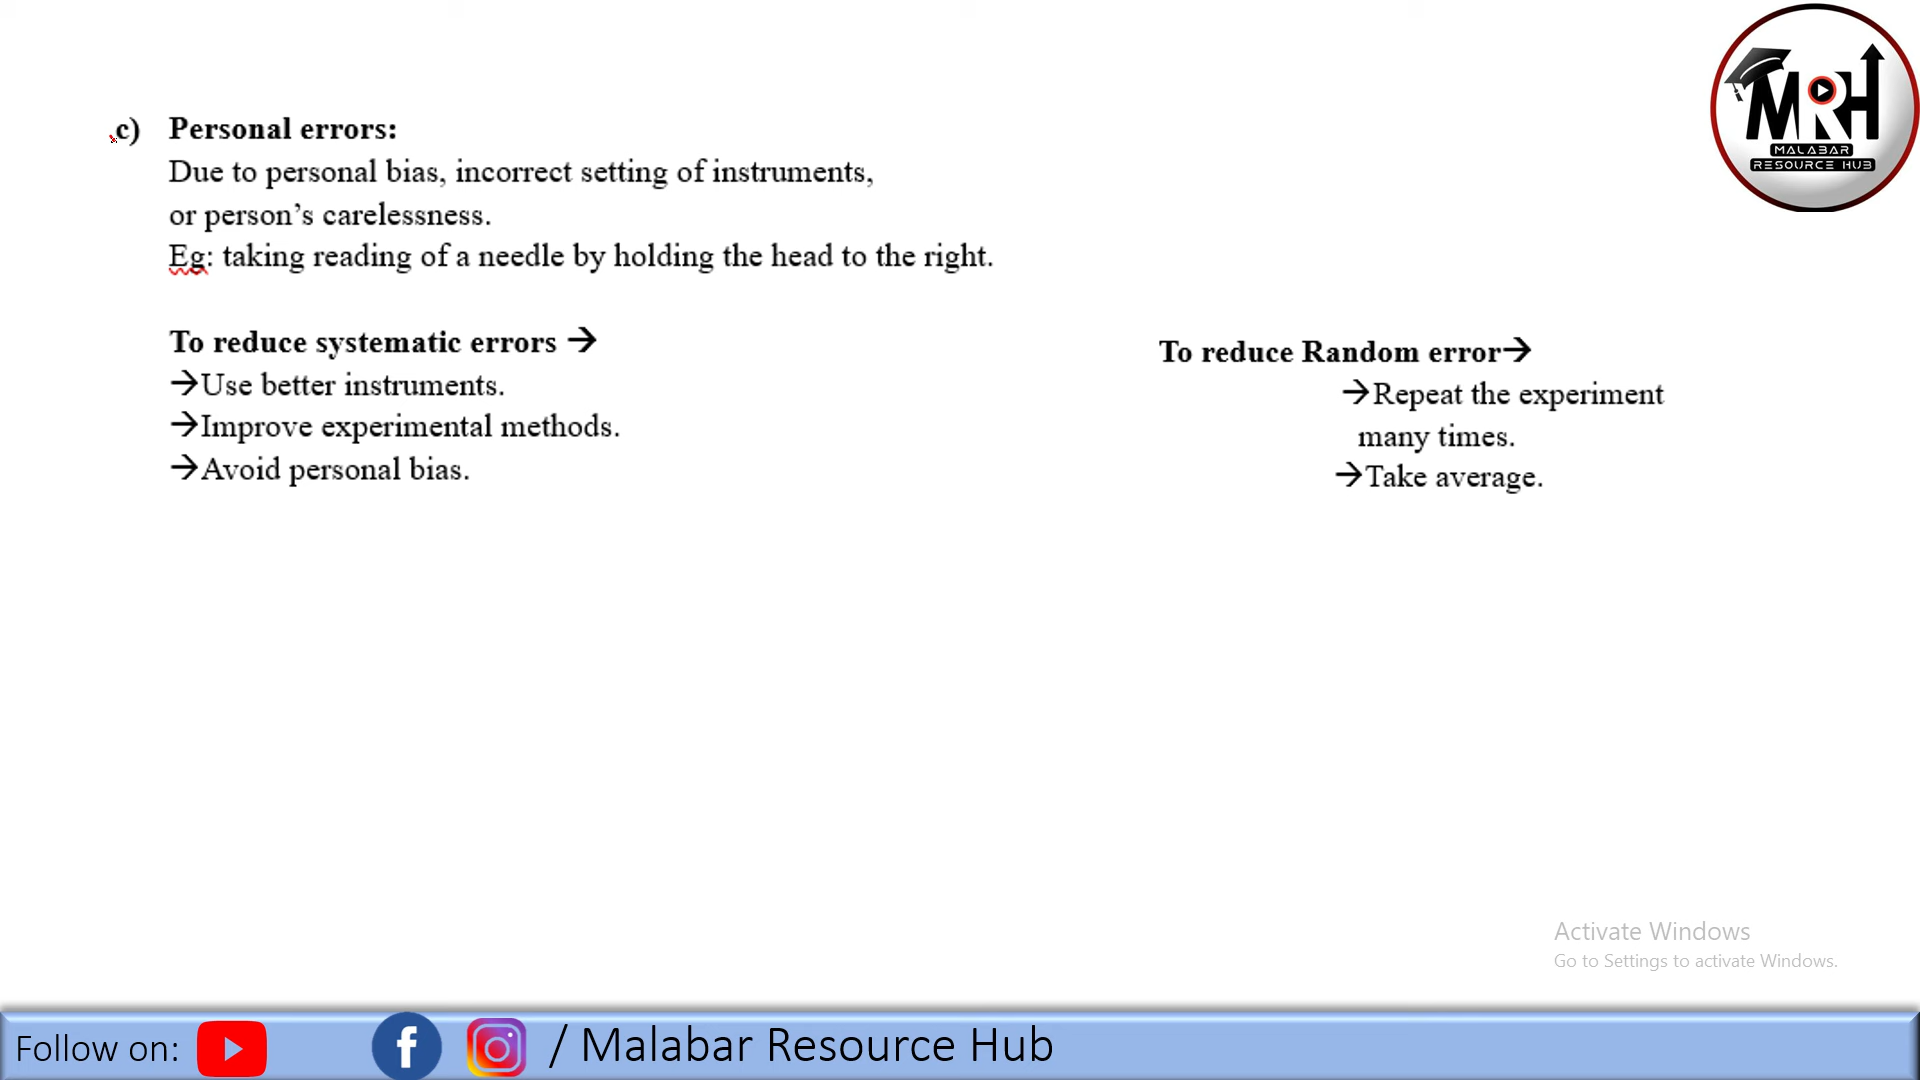 c) Personal errors:
Due to personal bias, incorrect setting of instruments,
or person’s carelessness.
Eg: taking reading of a needle by holding the head to the right.
To reduce systematic errors →
→Use better instruments.
→Improve experimental methods.
→Avoid personal bias.
To reduce Random error→
→Repeat the experiment
many times.
→Take average.
MRH
MALABAR
RESOURCE HUB
Activate Windows
Go to Settings to activate Windows.
Follow on: / Malabar Resource Hub